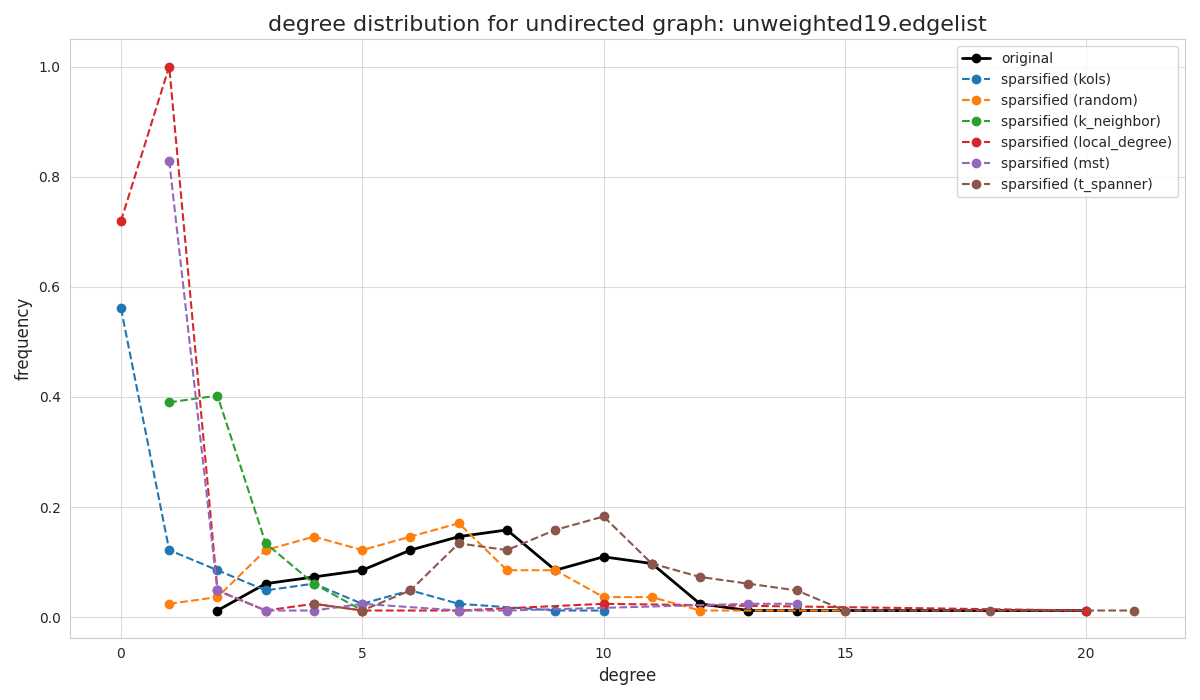 degree distribution for undirected graph: unweighted19.edgelist
original
sparsified (kols)
sparsified (random)
sparsified (k_neighbor)
sparsified (local_degree)
sparsified (mst)
sparsified (t_spanner)
frequency
1.0
0.8
0.6
0.4
0.2
0.0
0 5 10 15 20
degree